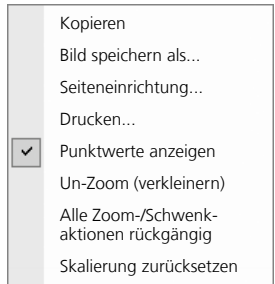 Kopieren
Bild speichern als...
Seiteneinrichtung...
Drucken...
Punktwerte anzeigen
Un-Zoom (verkleinern)
Alle Zoom-/Schwenk-
aktionen rückgängig
Skalierung zurücksetzen